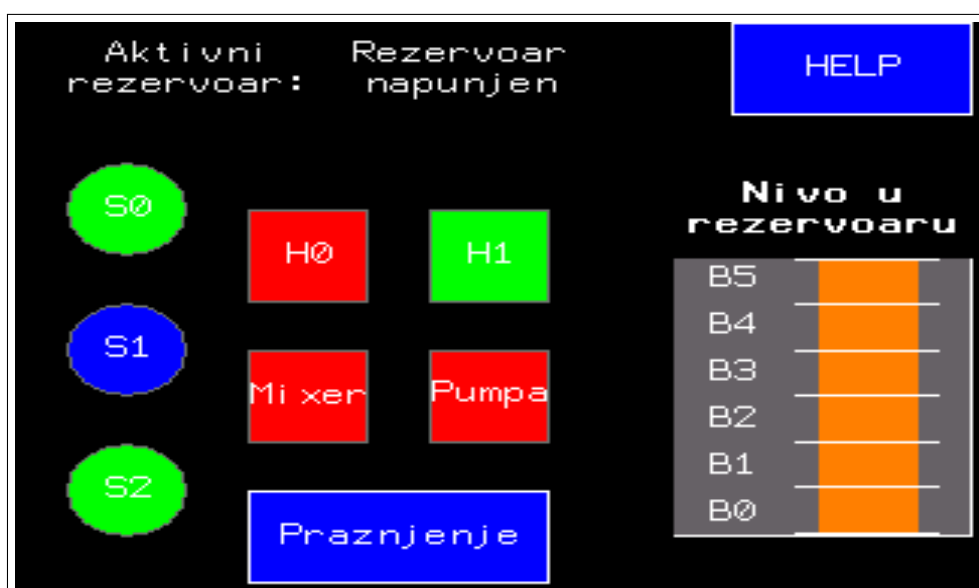 Aktivni
rezervoar:
Rezervoar
napunjen
HELP
S0
H0
H1
S1
Mixer
Pumpa
S2
Praznjenje
Nivo u
rezervoaru
B5
B4
B3
B2
B1
B0